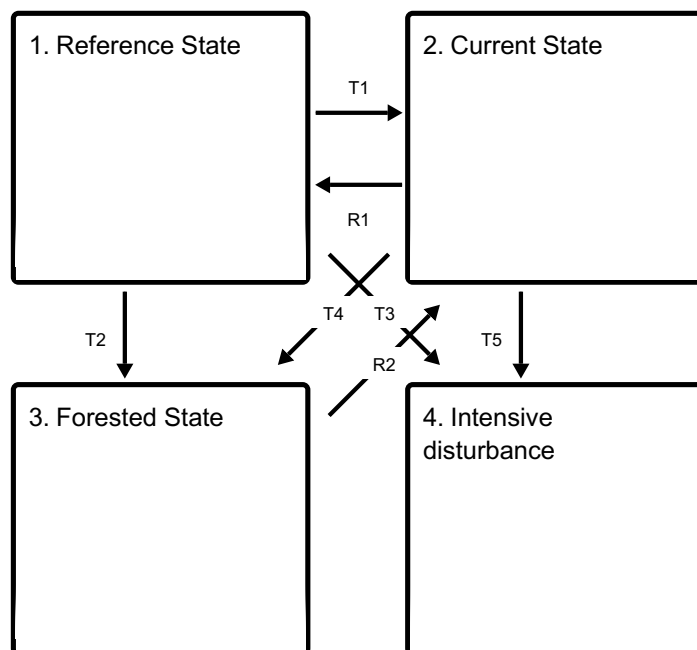 1. Reference State
2. Current State
T1
R1
T4
T3
T2
R2
T5
3. Forested State
4. Intensive
disturbance